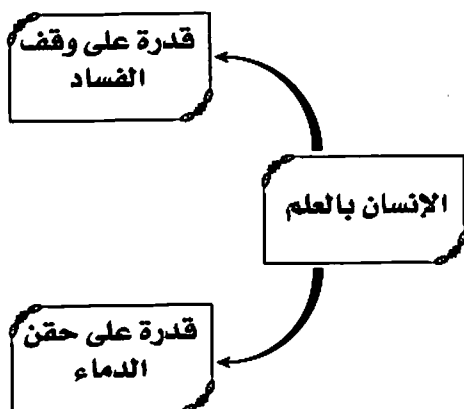 قدرة على وقف
الفساد
الإنسان بالعلم
قدرة على حقن
الدماء